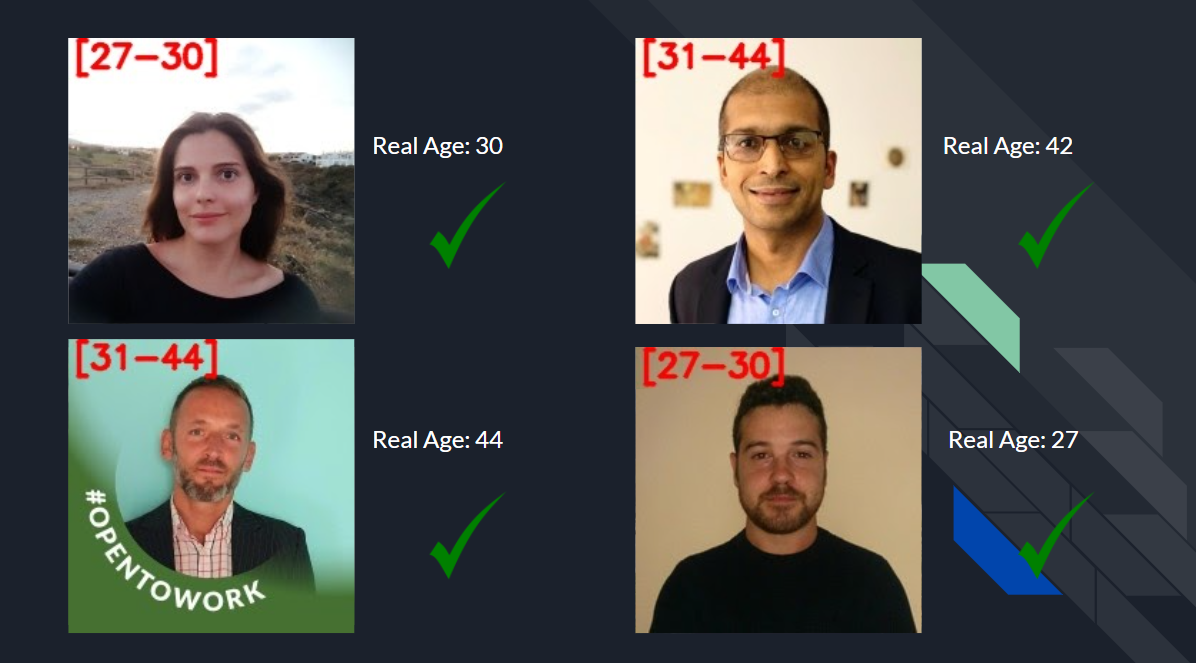 [27-30]
Real Age: 30
[31-44]
Real Age: 42
[31-44]
Real Age: 44
#OPENTOWORK
[27-30]
Real Age: 27